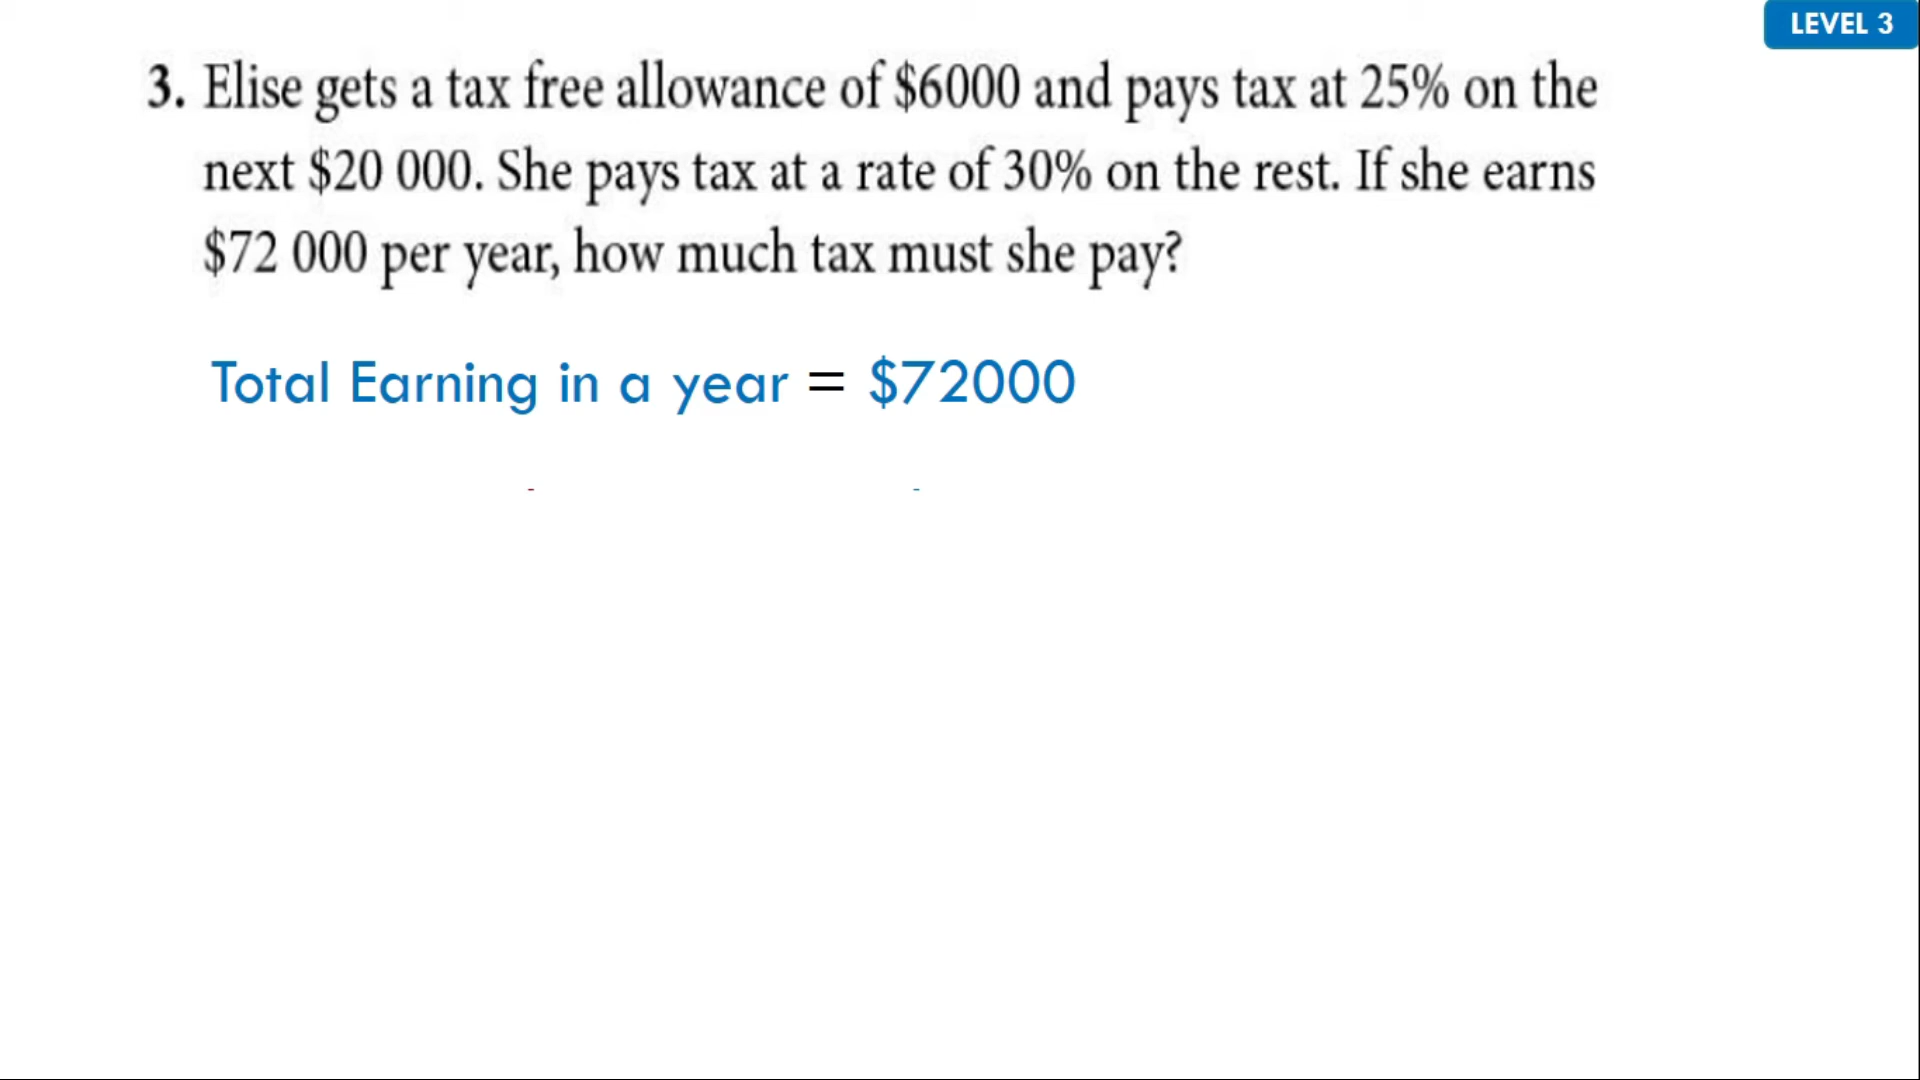 LEVEL 3
3. Elise gets a tax free allowance of $6000 and pays tax at 25% on the
next $20 000. She pays tax at a rate of 30% on the rest. If she earns
$72 000 per year, how much tax must she pay?
Total Earning in a year = $72000